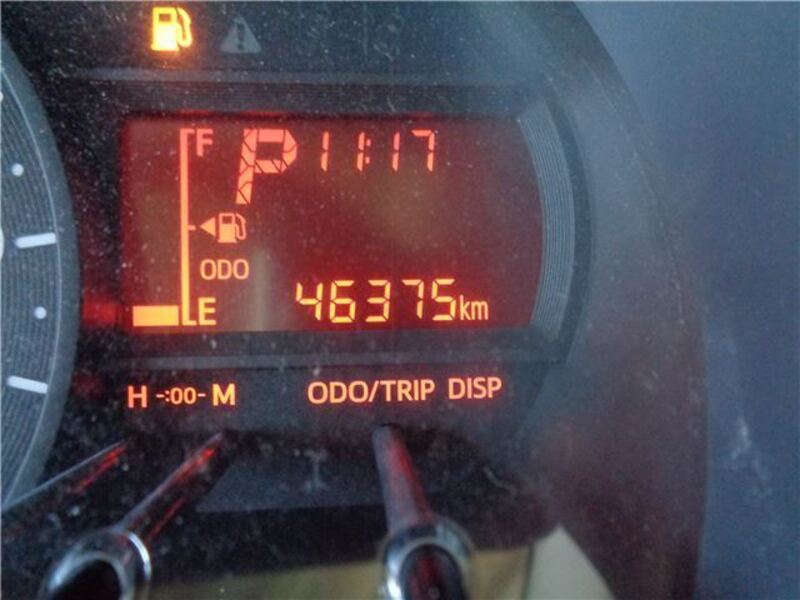 F P 11:17
ODO
E 46375km
H -:00- M ODO/TRIP DISP